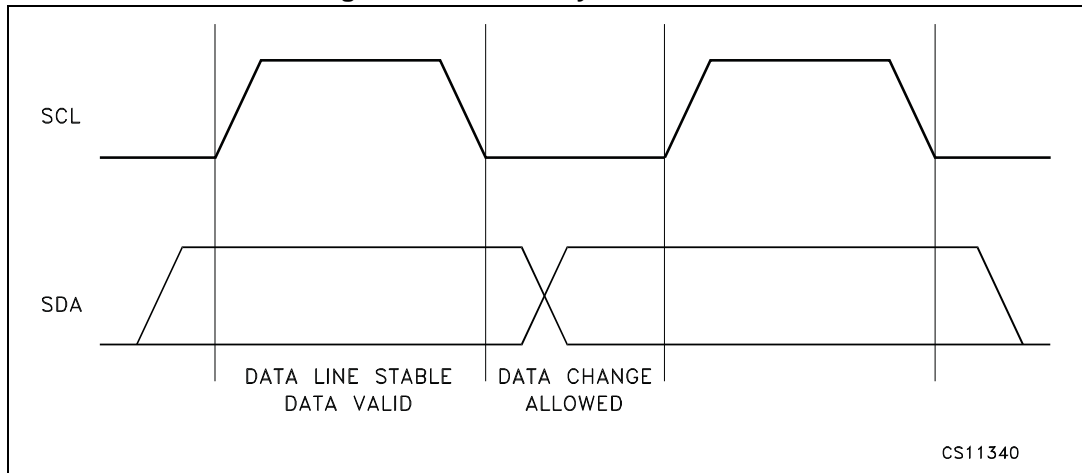 SCL
SDA
DATA LINE STABLE
DATA VALID
DATA CHANGE
ALLOWED
CS11340